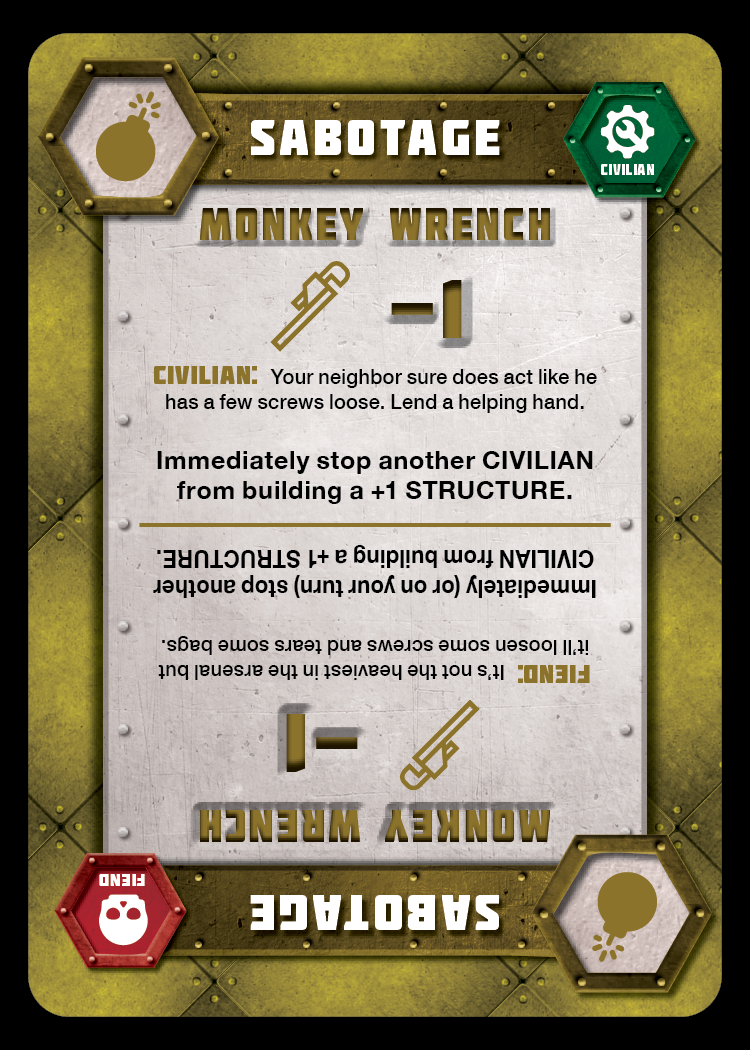 SABOTAGE
CIVILIAN
MONKEY WRENCH
-1
CIVILIAN: Your neighbor sure does act like he
has a few screws loose. Lend a helping hand.
Immediately stop another CIVILIAN
from building a +1 STRUCTURE.
SABOTAGE
FIEND
MONKEY WRENCH
-1
FIEND: It's not the heaviest in the arsenal but
it'll loosen some screws and tears some bags.
Immediately (or on your turn) stop another
CIVILIAN from building a +1 STRUCTURE.